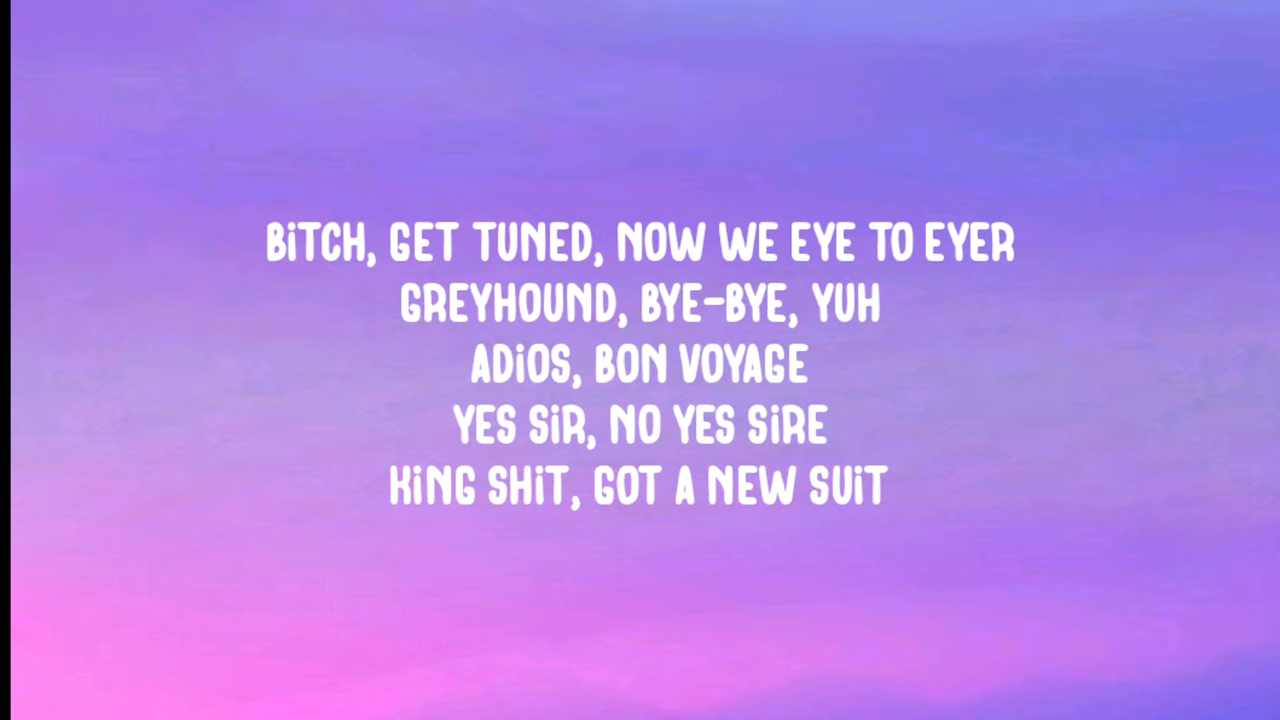 BiTCH, GET TUNED, NOW WE EYE TO EYER
GREYHOUND, BYE-BYE, YUH
ADiOS, BON VOYAGE
YES SiR, NO YES SiRE
KiNG SHiT, GOT A NEW SUiT